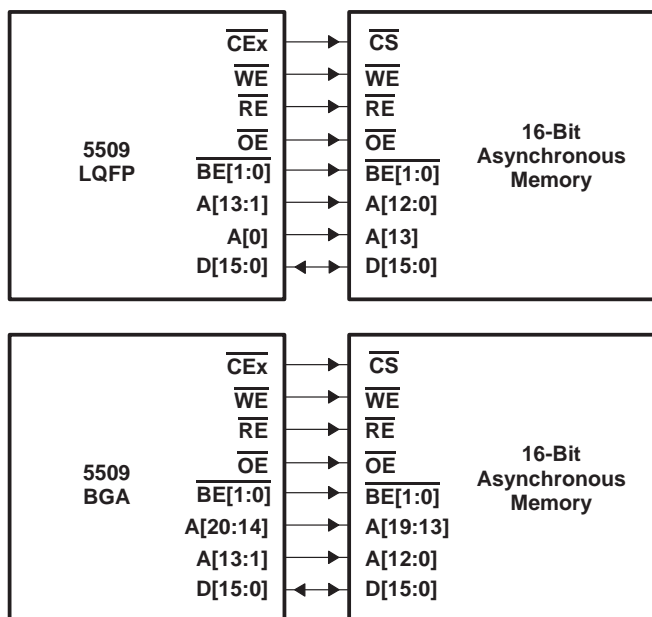 5509
LQFP
CEx
WE
RE
OE
BE[1:0]
A[13:1]
A[0]
D[15:0]
CS
WE
RE
OE
BE[1:0]
A[12:0]
A[13]
D[15:0]
16-Bit
Asynchronous
Memory
5509
BGA
CEx
WE
RE
OE
BE[1:0]
A[20:14]
A[13:1]
D[15:0]
CS
WE
RE
OE
BE[1:0]
A[19:13]
A[12:0]
D[15:0]
16-Bit
Asynchronous
Memory